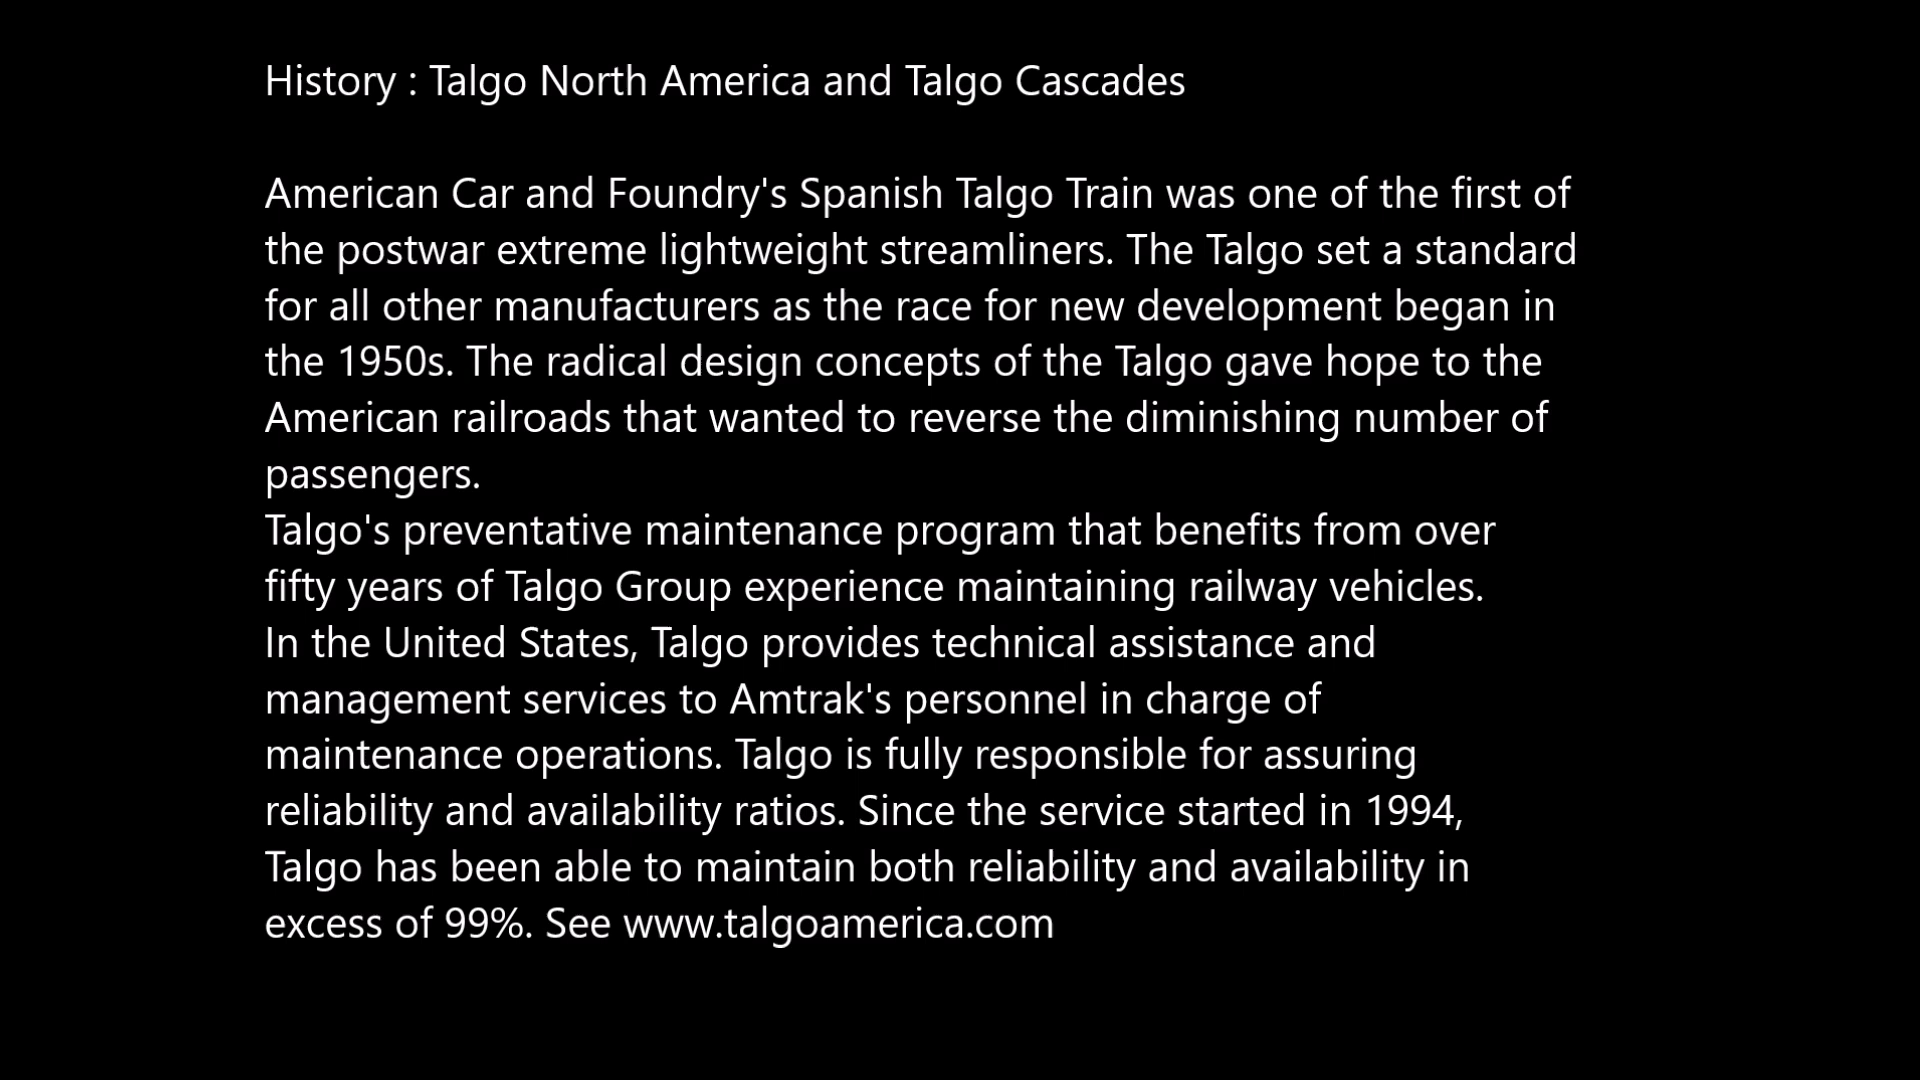 History : Talgo North America and Talgo Cascades
American Car and Foundry's Spanish Talgo Train was one of the first of
the postwar extreme lightweight streamliners. The Talgo set a standard
for all other manufacturers as the race for new development began in
the 1950s. The radical design concepts of the Talgo gave hope to the
American railroads that wanted to reverse the diminishing number of
passengers.
Talgo's preventative maintenance program that benefits from over
fifty years of Talgo Group experience maintaining railway vehicles.
In the United States, Talgo provides technical assistance and
management services to Amtrak's personnel in charge of
maintenance operations. Talgo is fully responsible for assuring
reliability and availability ratios. Since the service started in 1994,
Talgo has been able to maintain both reliability and availability in
excess of 99%. See www.talgoamerica.com